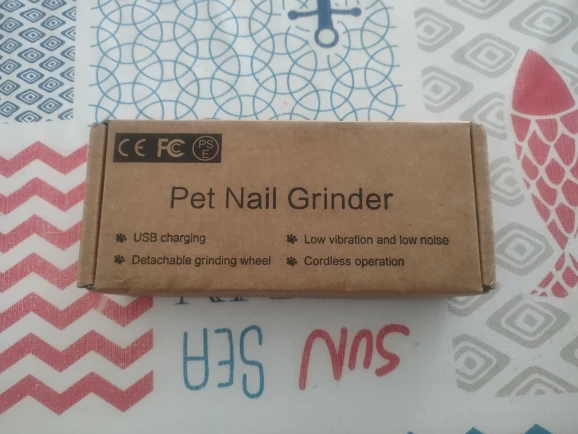 CE FC PS E
Pet Nail Grinder
USB charging
Low vibration and low noise
Detachable grinding wheel
Cordless operation
SUN
SEA